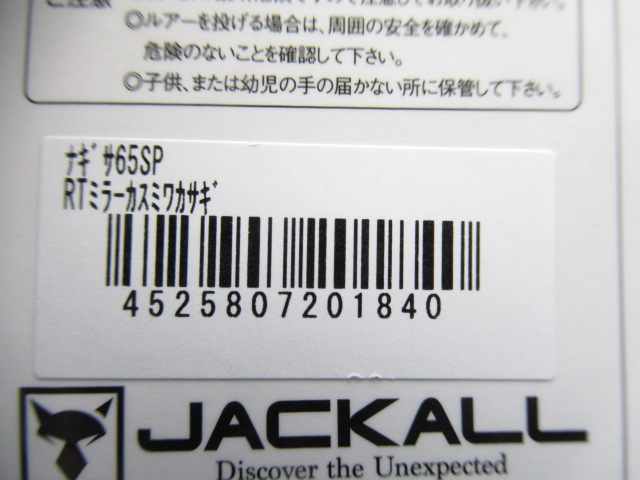 ご注意
◎ルアーを投げる場合は、周囲の安全を確かめて、
危険のないことを確認して下さい。
◎子供、または幼児の手の届かない所に保管して下さい。
ﾅｷﾞｻ65SP
RTﾐﾗｰｶｽﾐﾜｶｻｷﾞ
4525807201840
JACKALL
Discover the Unexpected